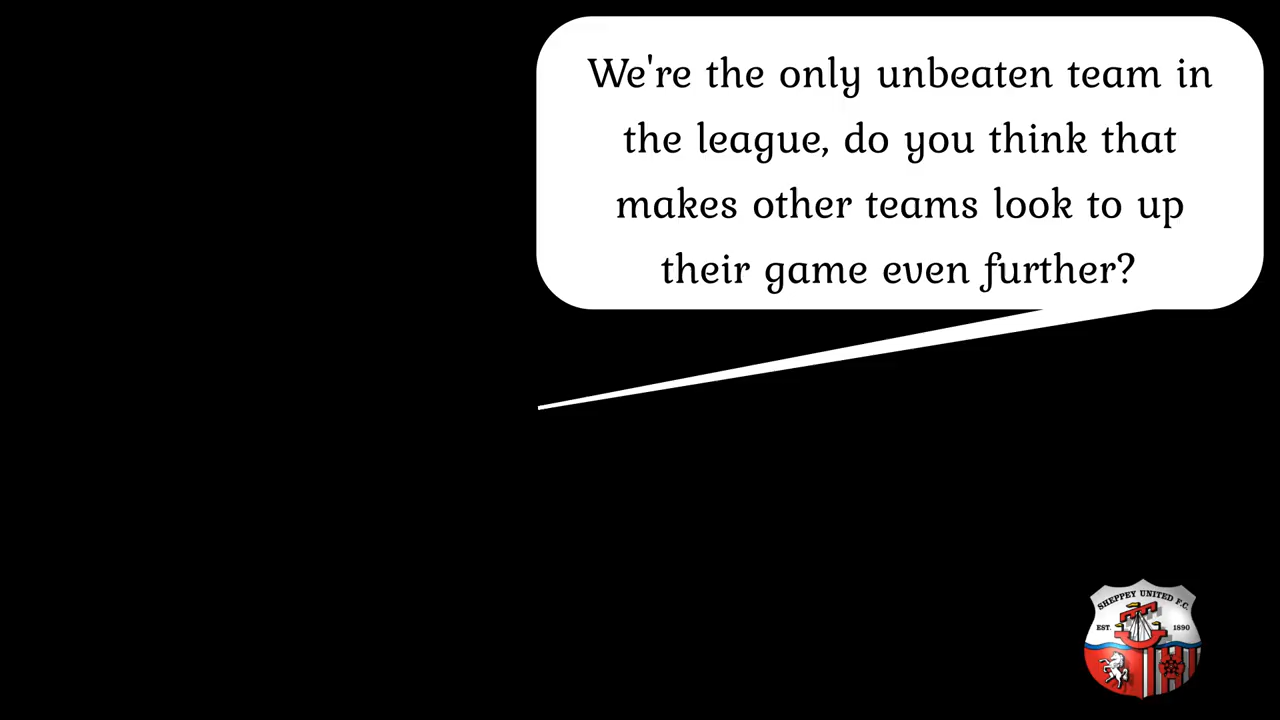 We're the only unbeaten team in
the league, do you think that
makes other teams look to up
their game even further?
SHEPPEY UNITED F.C.
EST. 1890